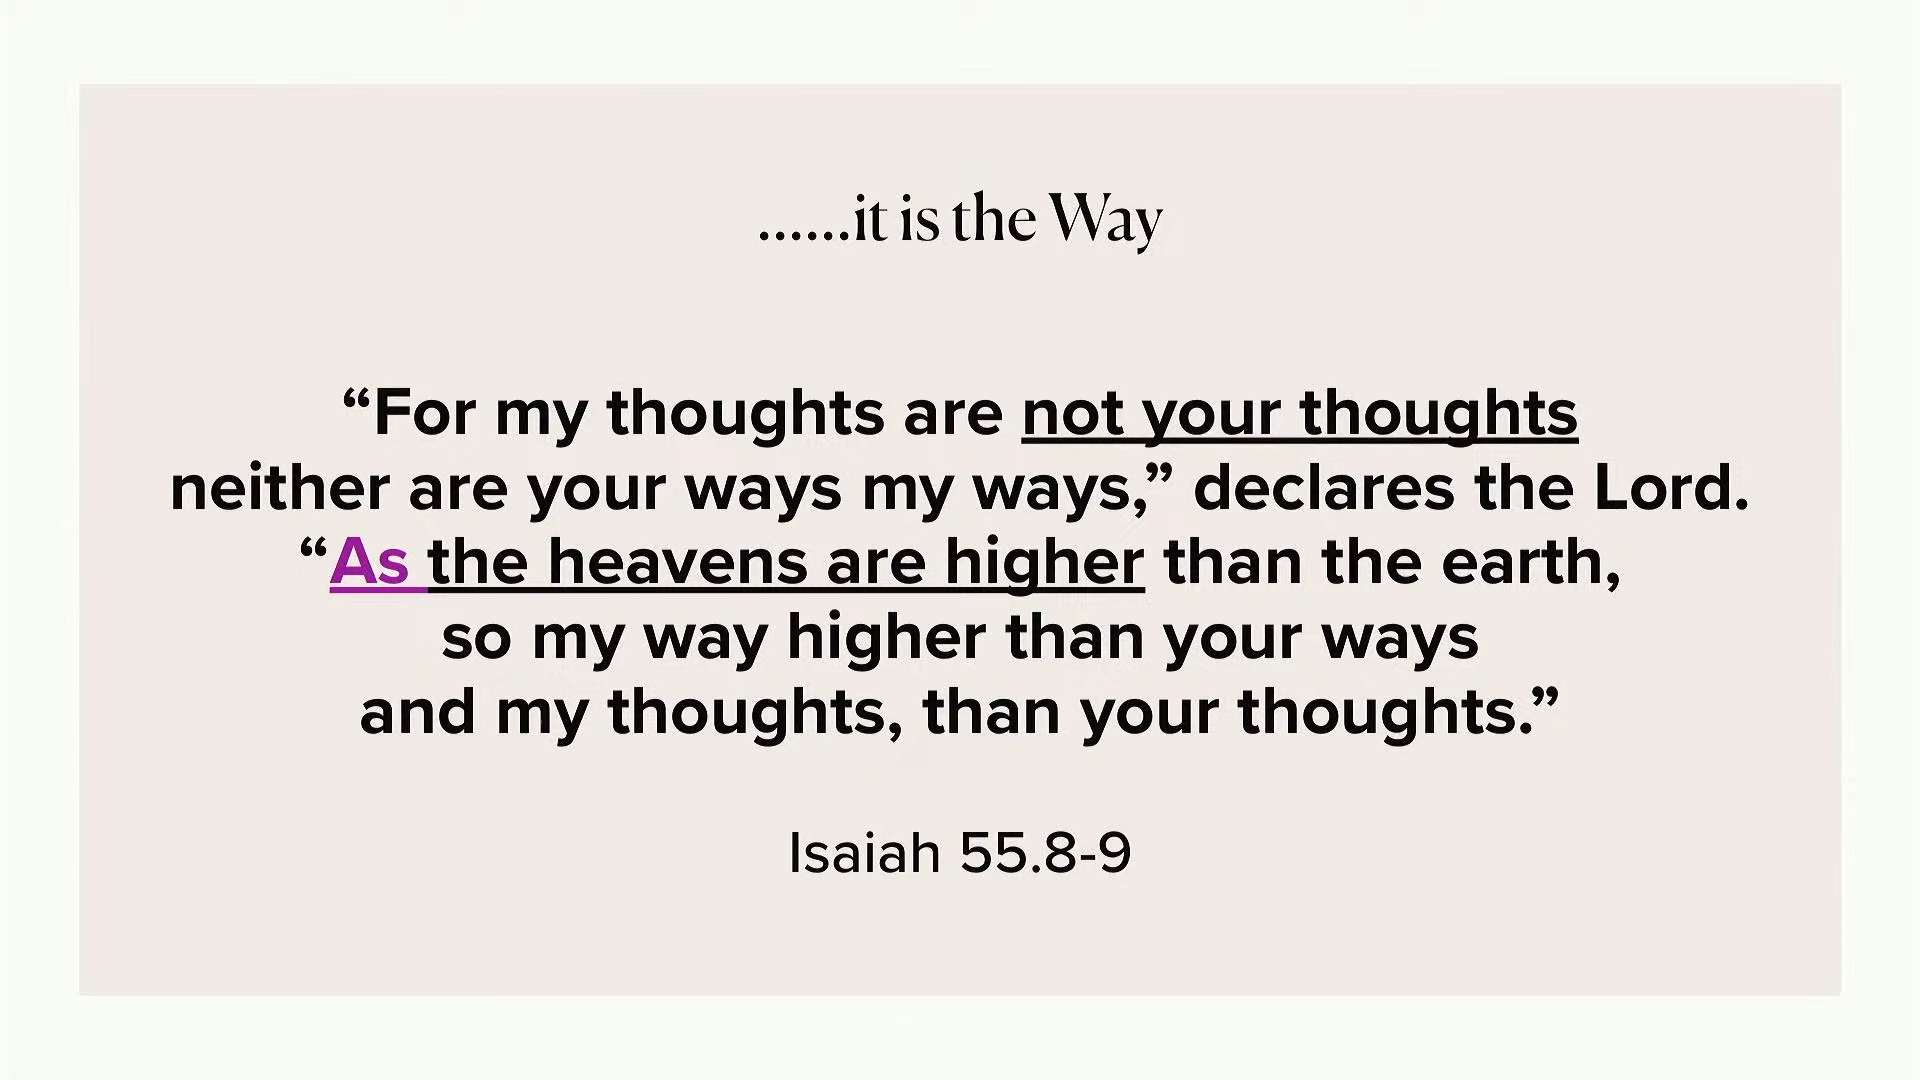 ......it is the Way
“For my thoughts are not your thoughts
neither are your ways my ways,” declares the Lord.
“As the heavens are higher than the earth,
so my way higher than your ways
and my thoughts, than your thoughts.”
Isaiah 55.8-9